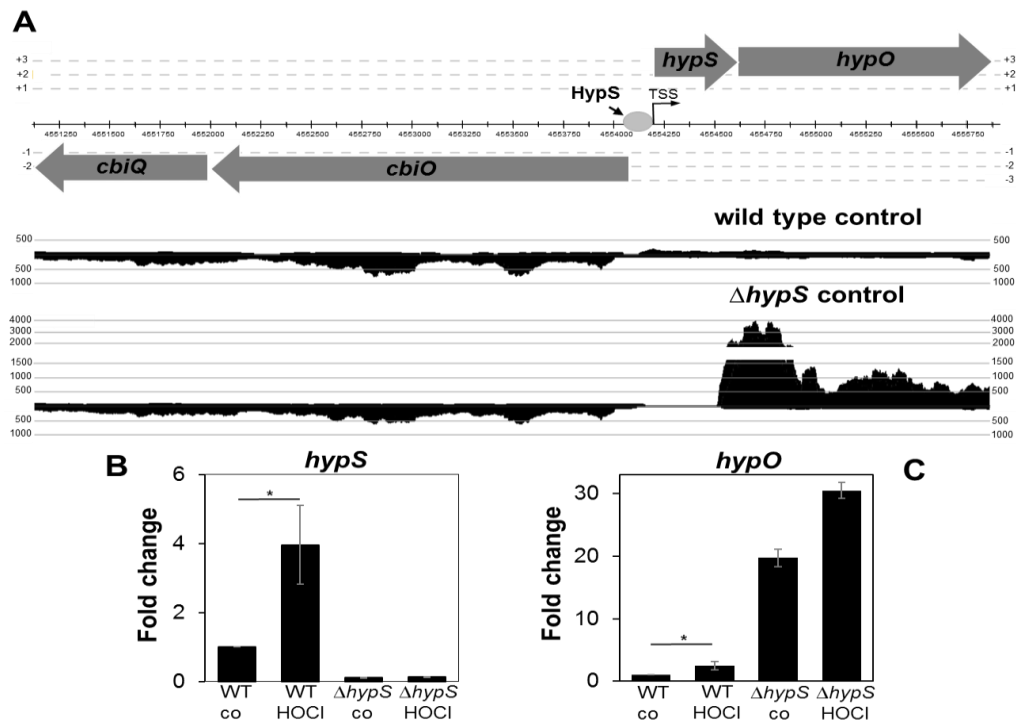 A
+3 hypS hypO +3
+2 +2
+1 +1
HypS TSS
4551250 4551500 4551750 4552000 4552250 4552500 4552750 4553000 4553250 4553500 4553750 4554000 4554250 4554500 4554750 4555000 4555250 4555500 4555750
-1 -1
-2 cbiQ cbiO -2
-3
wild type control
500 500
500 500
1000 1000
ΔhypS control
4000 4000
3000 3000
2000 2000
1500 1500
1000 1000
500 500
500 500
1000 1000
B hypS
6
4
2
0
Fold change
*
WT WT ΔhypS ΔhypS
co HOCl co HOCl
hypO C
30
20
10
0
Fold change
*
WT WT ΔhypS ΔhypS
co HOCl co HOCl